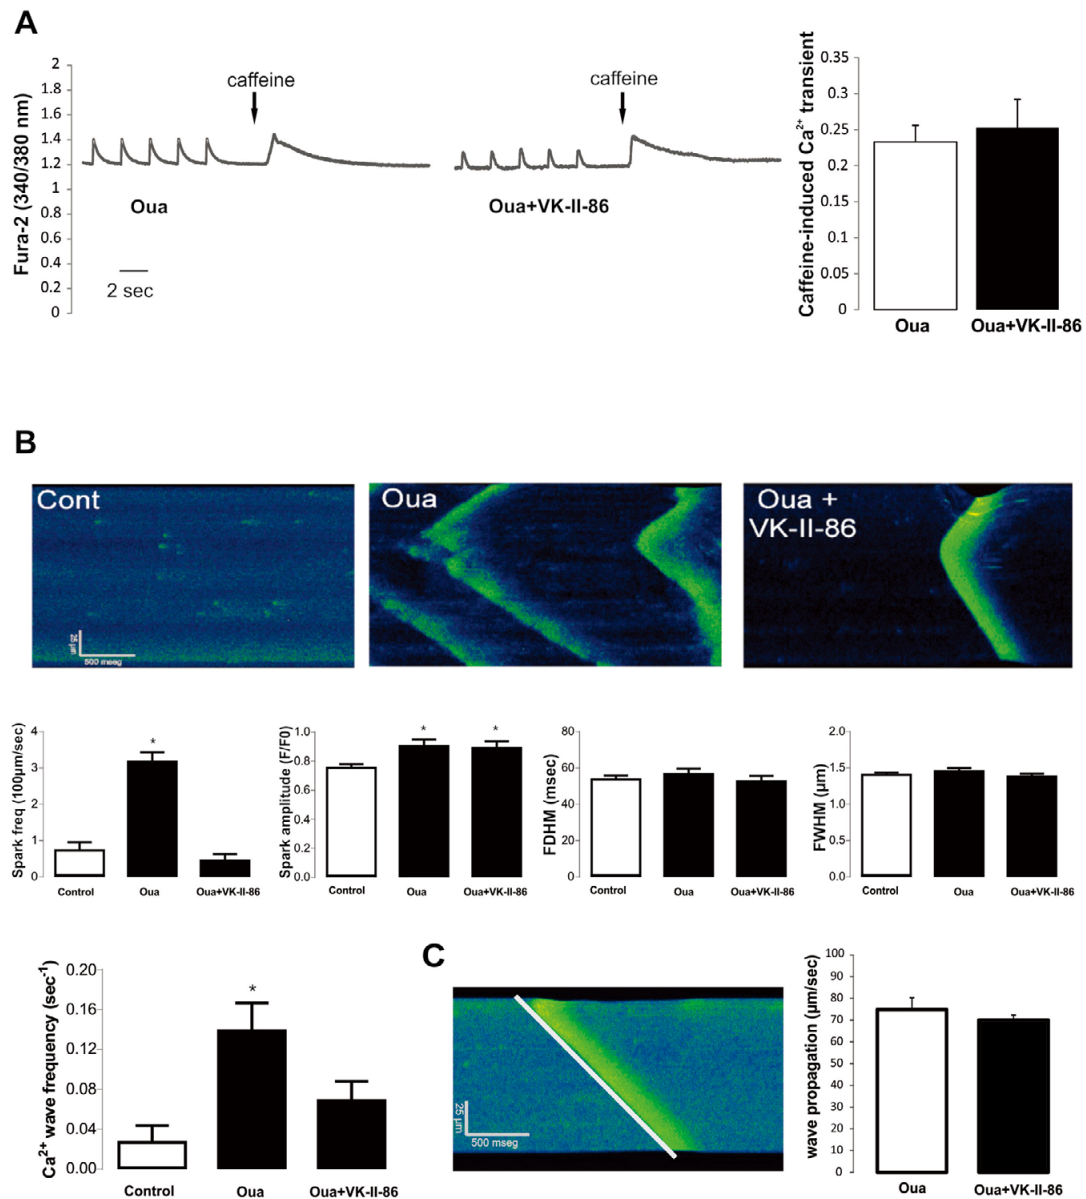 A
Fura-2 (340/380 nm)
2
1.8
1.6
1.4
1.2
1
0.8
0.6
0.4
0.2
0
caffeine
Oua
2 sec
caffeine
Oua+VK-II-86
Caffeine-induced Ca²⁺ transient
0.35
0.3
0.25
0.2
0.15
0.1
0.05
0
Oua
Oua+VK-II-86
B
Cont
25 µm
500 mseg
Oua
Oua +
VK-II-86
Spark freq (100µm/sec)
4
3
2
1
0
*
Control
Oua
Oua+VK-II-86
Spark amplitude (F/F0)
1.0
0.8
0.6
0.4
0.2
0.0
*
*
Control
Oua
Oua+VK-II-86
FDHM (msec)
80
60
40
20
0
Control
Oua
Oua+VK-II-86
FWHM (µm)
2.0
1.5
1.0
0.5
0.0
Control
Oua
Oua+VK-II-86
Ca²⁺ wave frequency (sec⁻¹)
0.20
0.16
0.12
0.08
0.04
0.00
*
Control
Oua
Oua+VK-II-86
C
25 µm
500 mseg
wave propagation (µm/sec)
100
90
80
70
60
50
40
30
20
10
0
Oua
Oua+VK-II-86